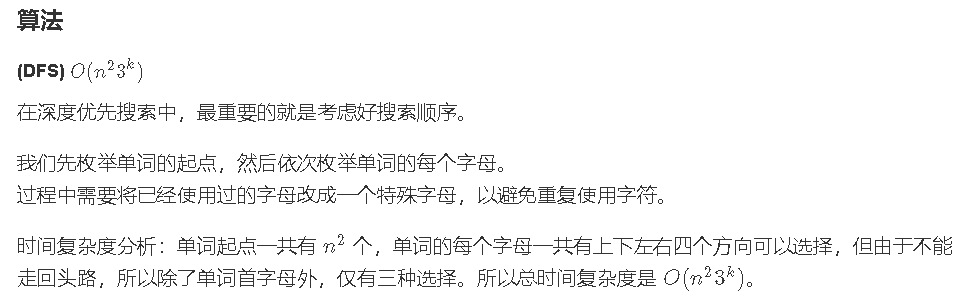 算法
(DFS) O(n²3ᵏ)
在深度优先搜索中，最重要的就是考虑好搜索顺序。
我们先枚举单词的起点，然后依次枚举单词的每个字母。
过程中需要将已经使用过的字母改成一个特殊字母，以避免重复使用字符。
时间复杂度分析：单词起点一共有 n² 个，单词的每个字母一共有上下左右四个方向可以选择，但由于不能
走回头路，所以除了单词首字母外，仅有三种选择。所以总时间复杂度是 O(n²3ᵏ)。